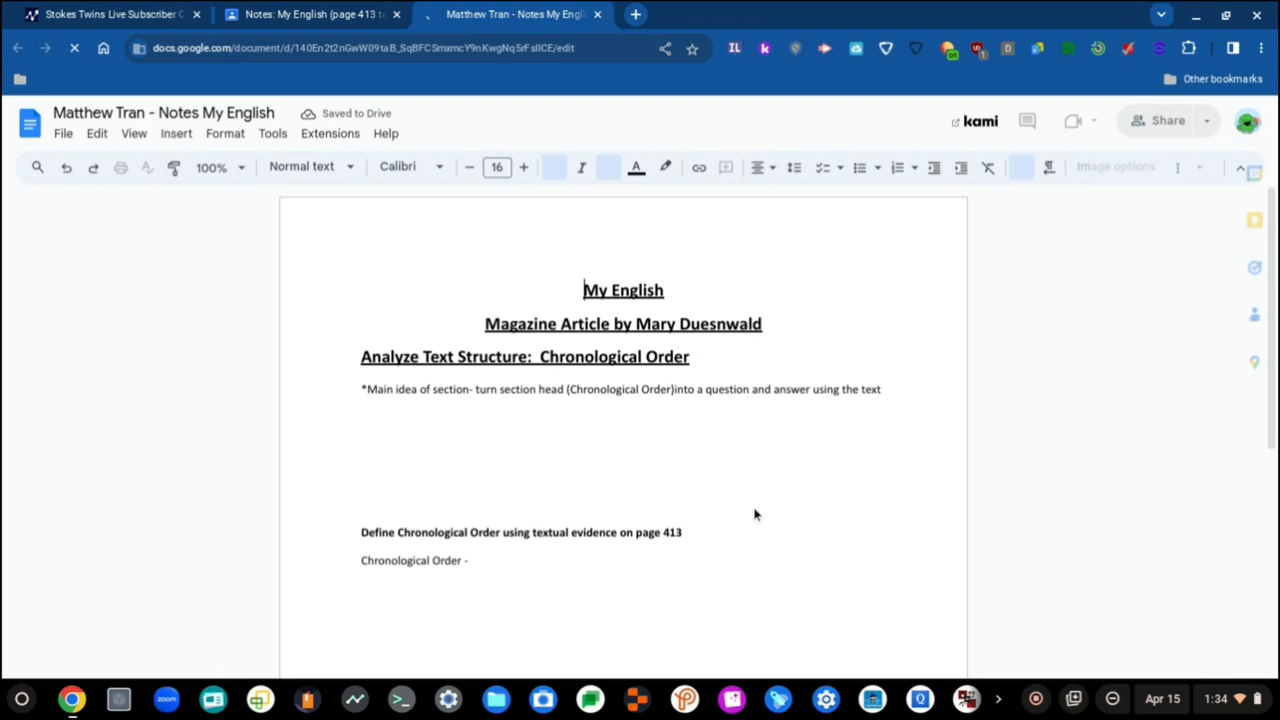 Stokes Twins Live Subscriber C
Notes: My English (page 413 t
Matthew Tran - Notes My Engli
docs.google.com/document/d/140En2t2nGwW09taB_SqBFCSmxmcY9nKwgNq5rFsIICE/edit
Other bookmarks
Matthew Tran - Notes My English
Saved to Drive
File Edit View Insert Format Tools Extensions Help
kami
Share
100%
Normal text
Calibri
16
Image options
My English
Magazine Article by Mary Duesnwald
Analyze Text Structure: Chronological Order
*Main idea of section- turn section head (Chronological Order)into a question and answer using the text
Define Chronological Order using textual evidence on page 413
Chronological Order -
zoom
Apr 15
1:34